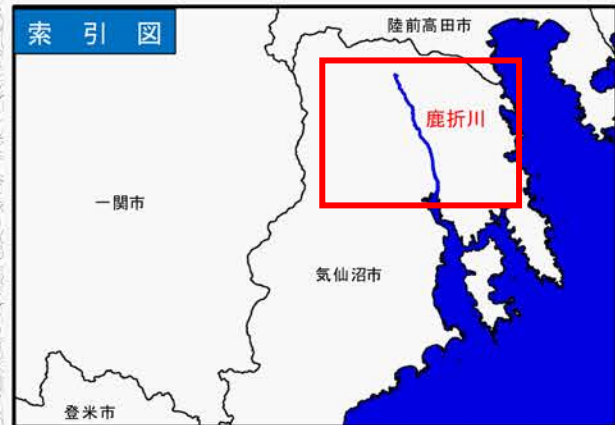 索引図
陸前高田市
鹿折川
一関市
気仙沼市
登米市